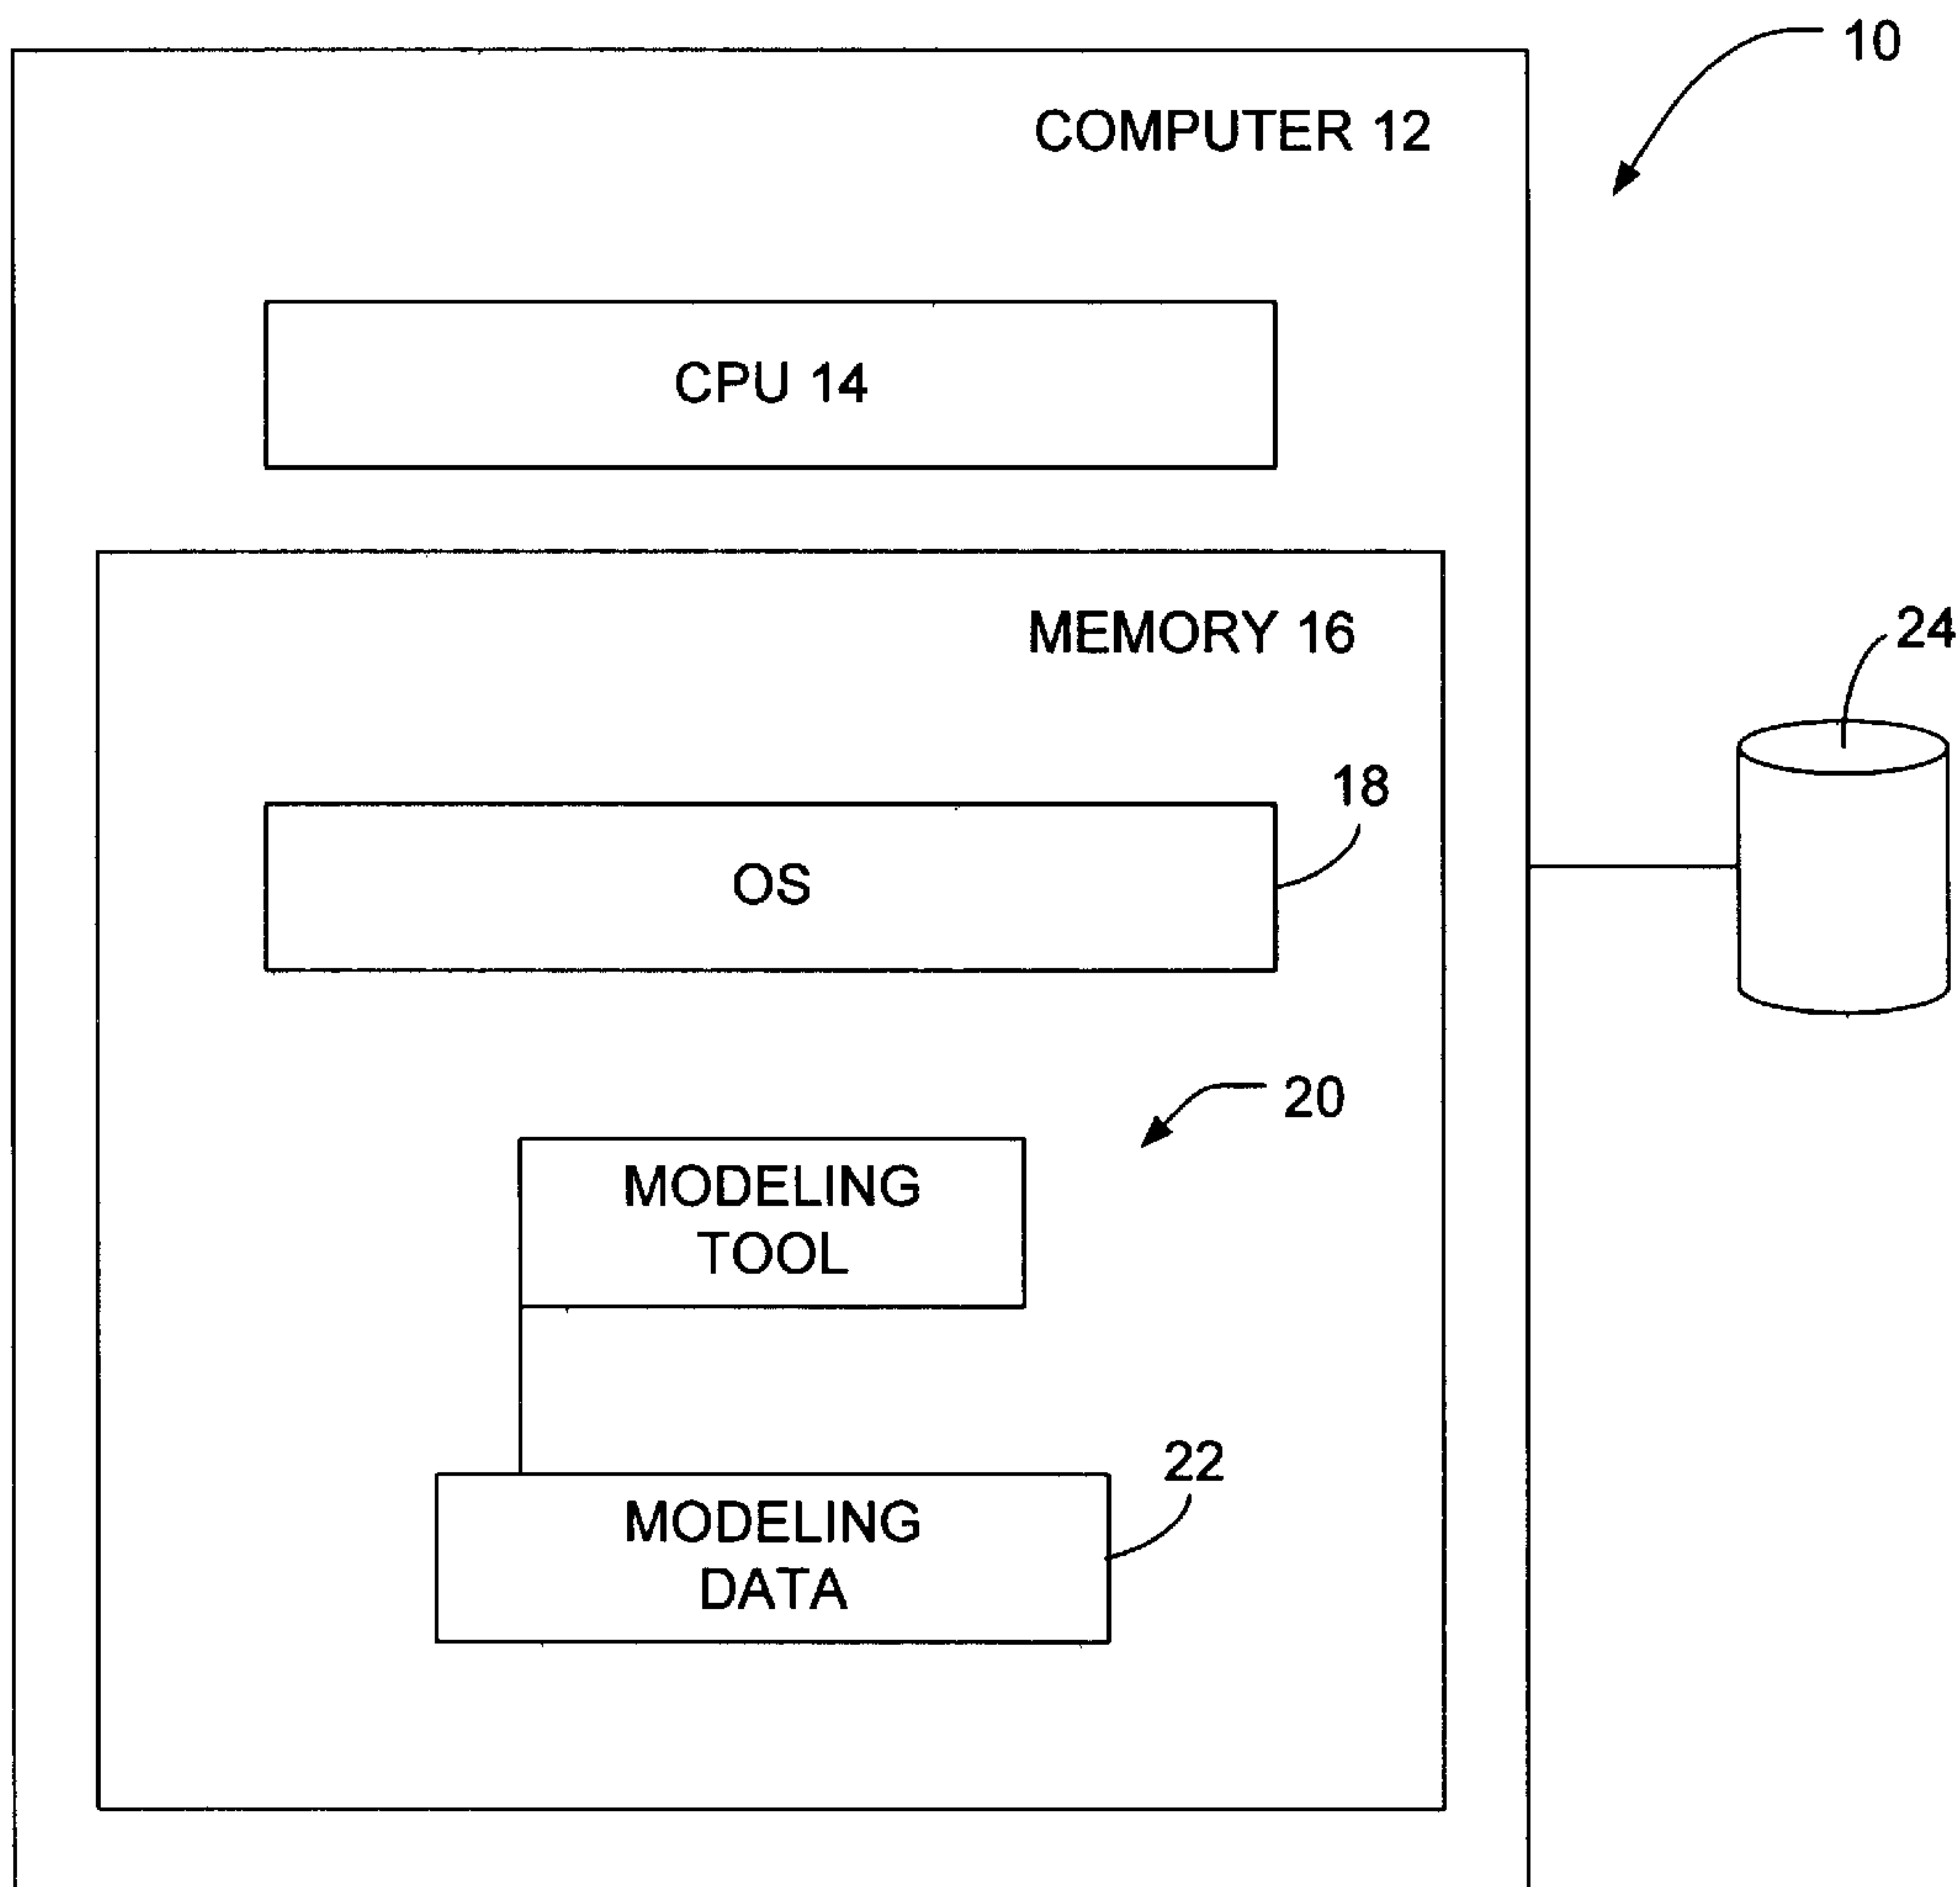 10
COMPUTER 12
CPU 14
MEMORY 16
24
18
OS
20
MODELING
TOOL
22
MODELING
DATA